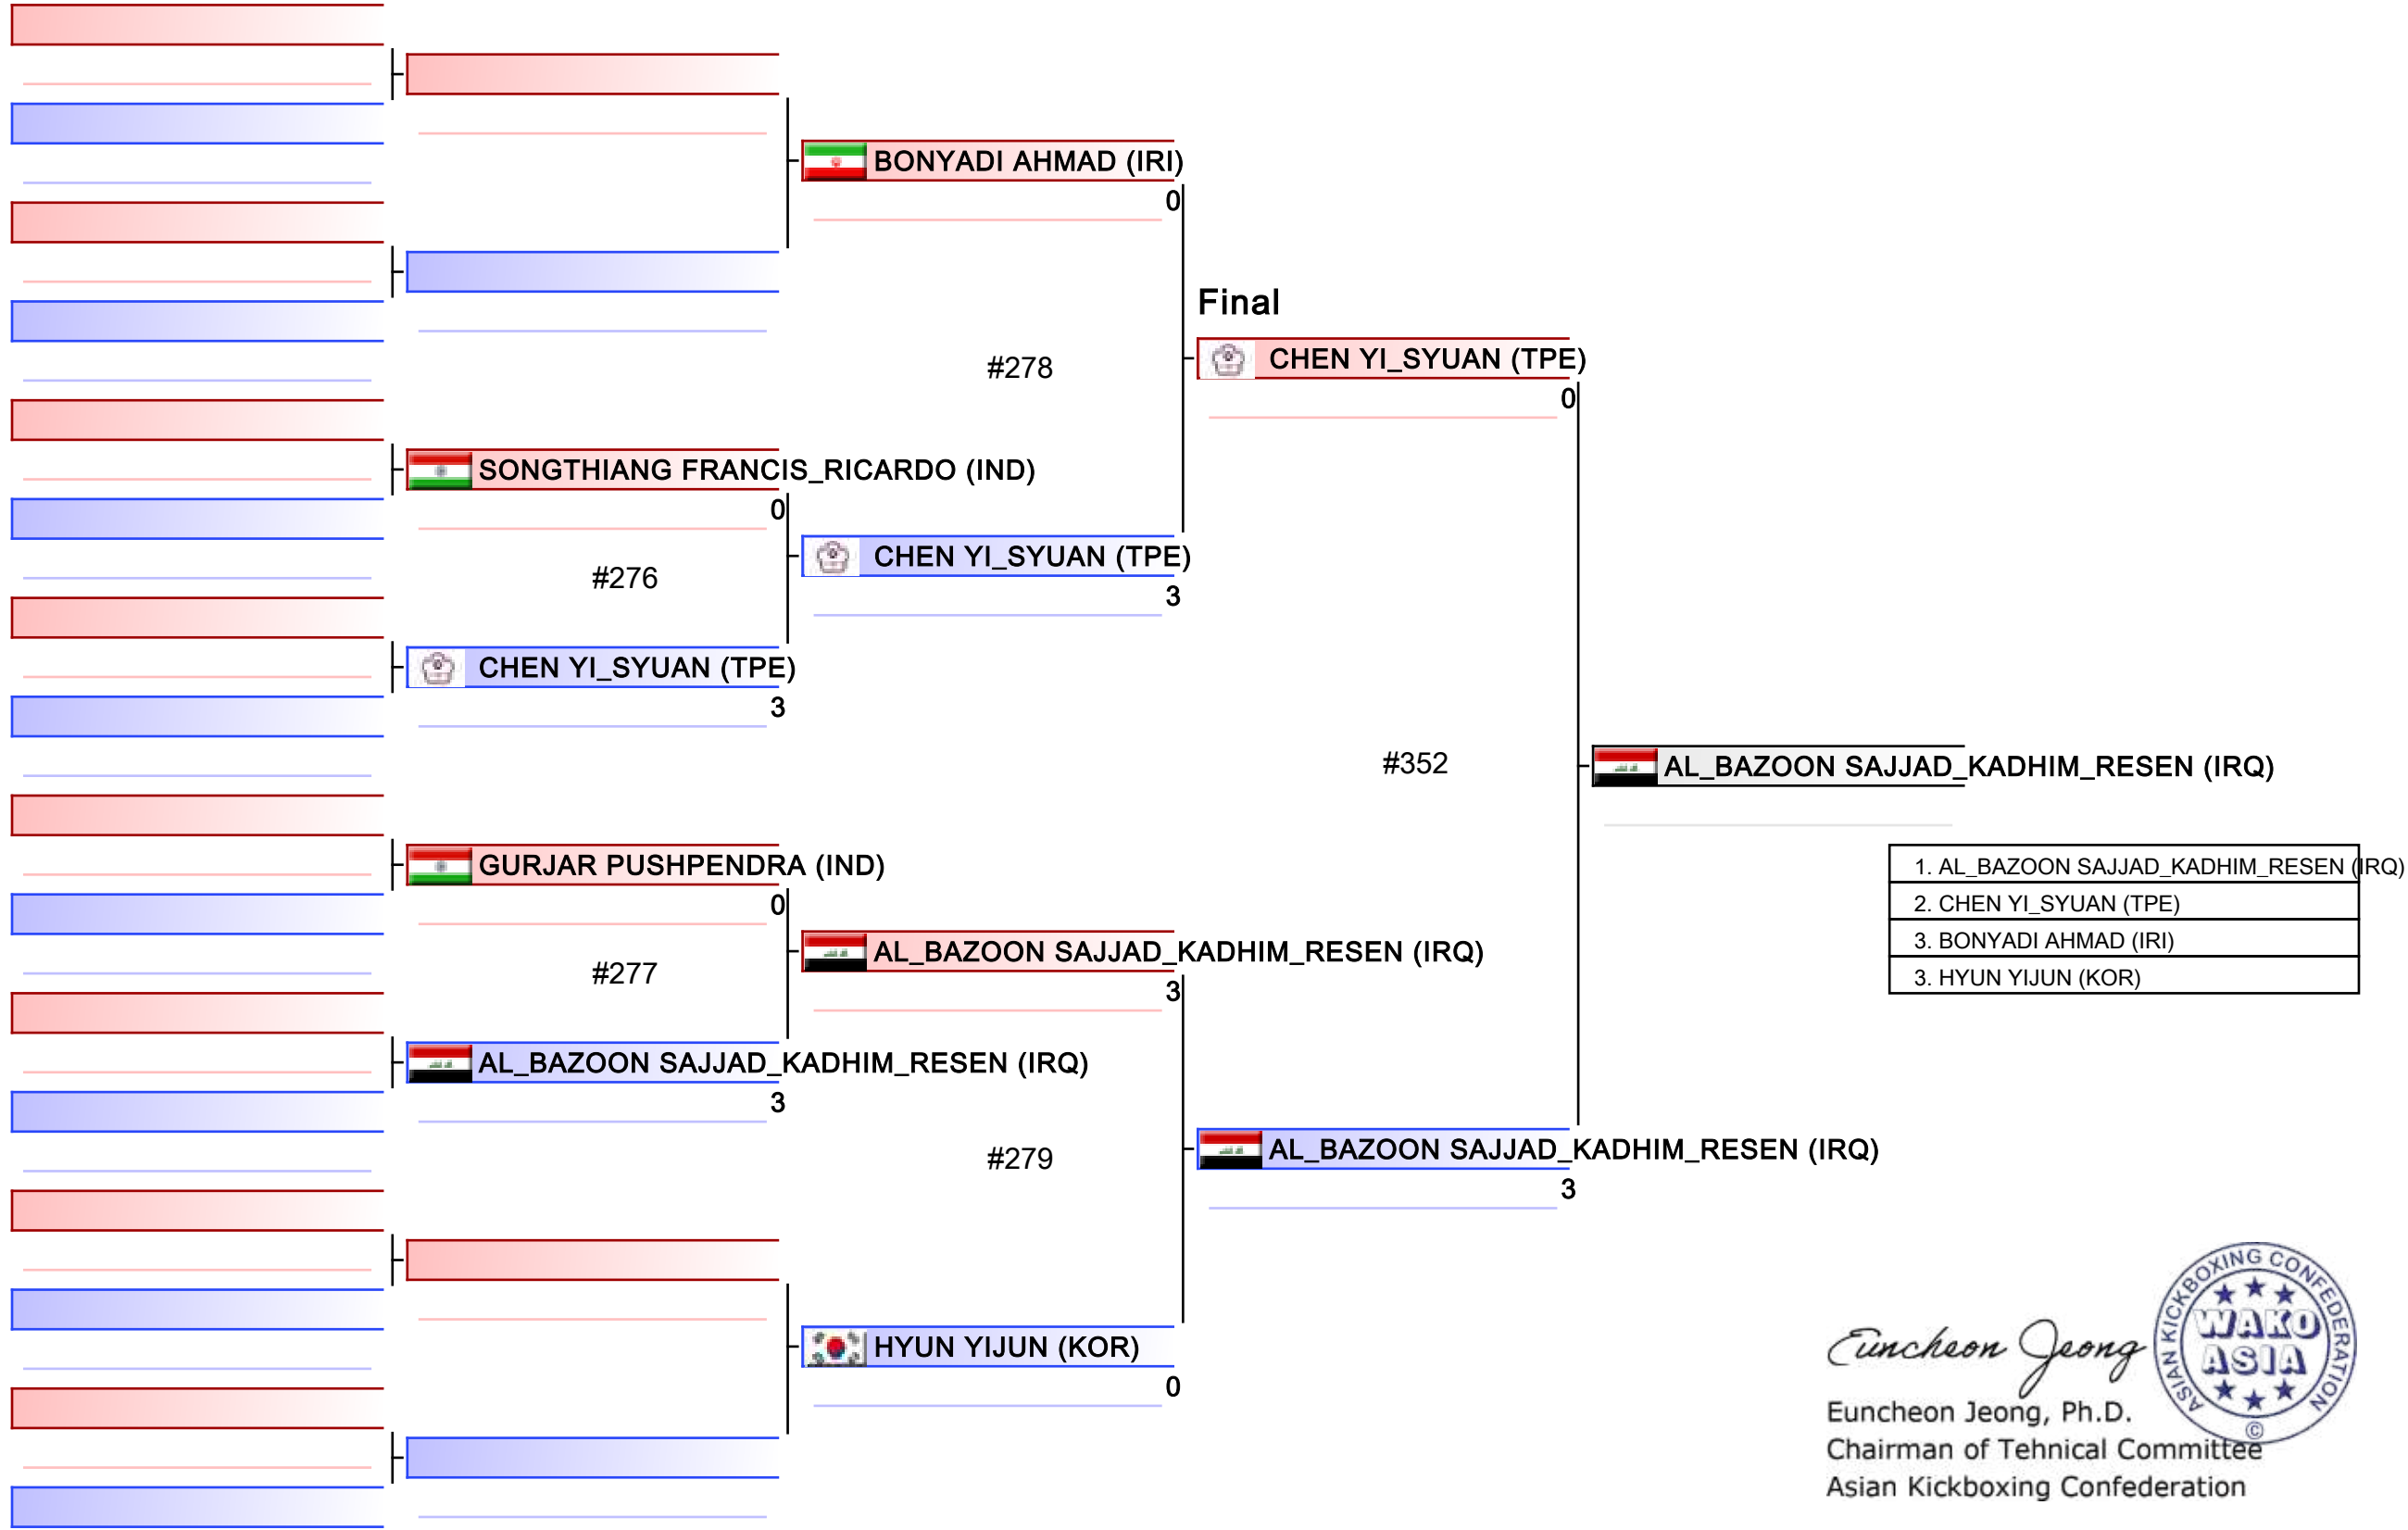 BONYADI AHMAD (IRI)
0
Final
#278
CHEN YI_SYUAN (TPE)
0
SONGTHIANG FRANCIS_RICARDO (IND)
0
#276
CHEN YI_SYUAN (TPE)
3
CHEN YI_SYUAN (TPE)
3
#352
AL_BAZOON SAJJAD_KADHIM_RESEN (IRQ)
GURJAR PUSHPENDRA (IND)
0
#277
AL_BAZOON SAJJAD_KADHIM_RESEN (IRQ)
3
AL_BAZOON SAJJAD_KADHIM_RESEN (IRQ)
3
#279
AL_BAZOON SAJJAD_KADHIM_RESEN (IRQ)
3
HYUN YIJUN (KOR)
0
1. AL_BAZOON SAJJAD_KADHIM_RESEN (IRQ)
2. CHEN YI_SYUAN (TPE)
3. BONYADI AHMAD (IRI)
3. HYUN YIJUN (KOR)
Euncheon Jeong
ASIAN KICKBOXING CONFEDERATION
WAKO
ASIA
©
Euncheon Jeong, Ph.D.
Chairman of Tehnical Committee
Asian Kickboxing Confederation